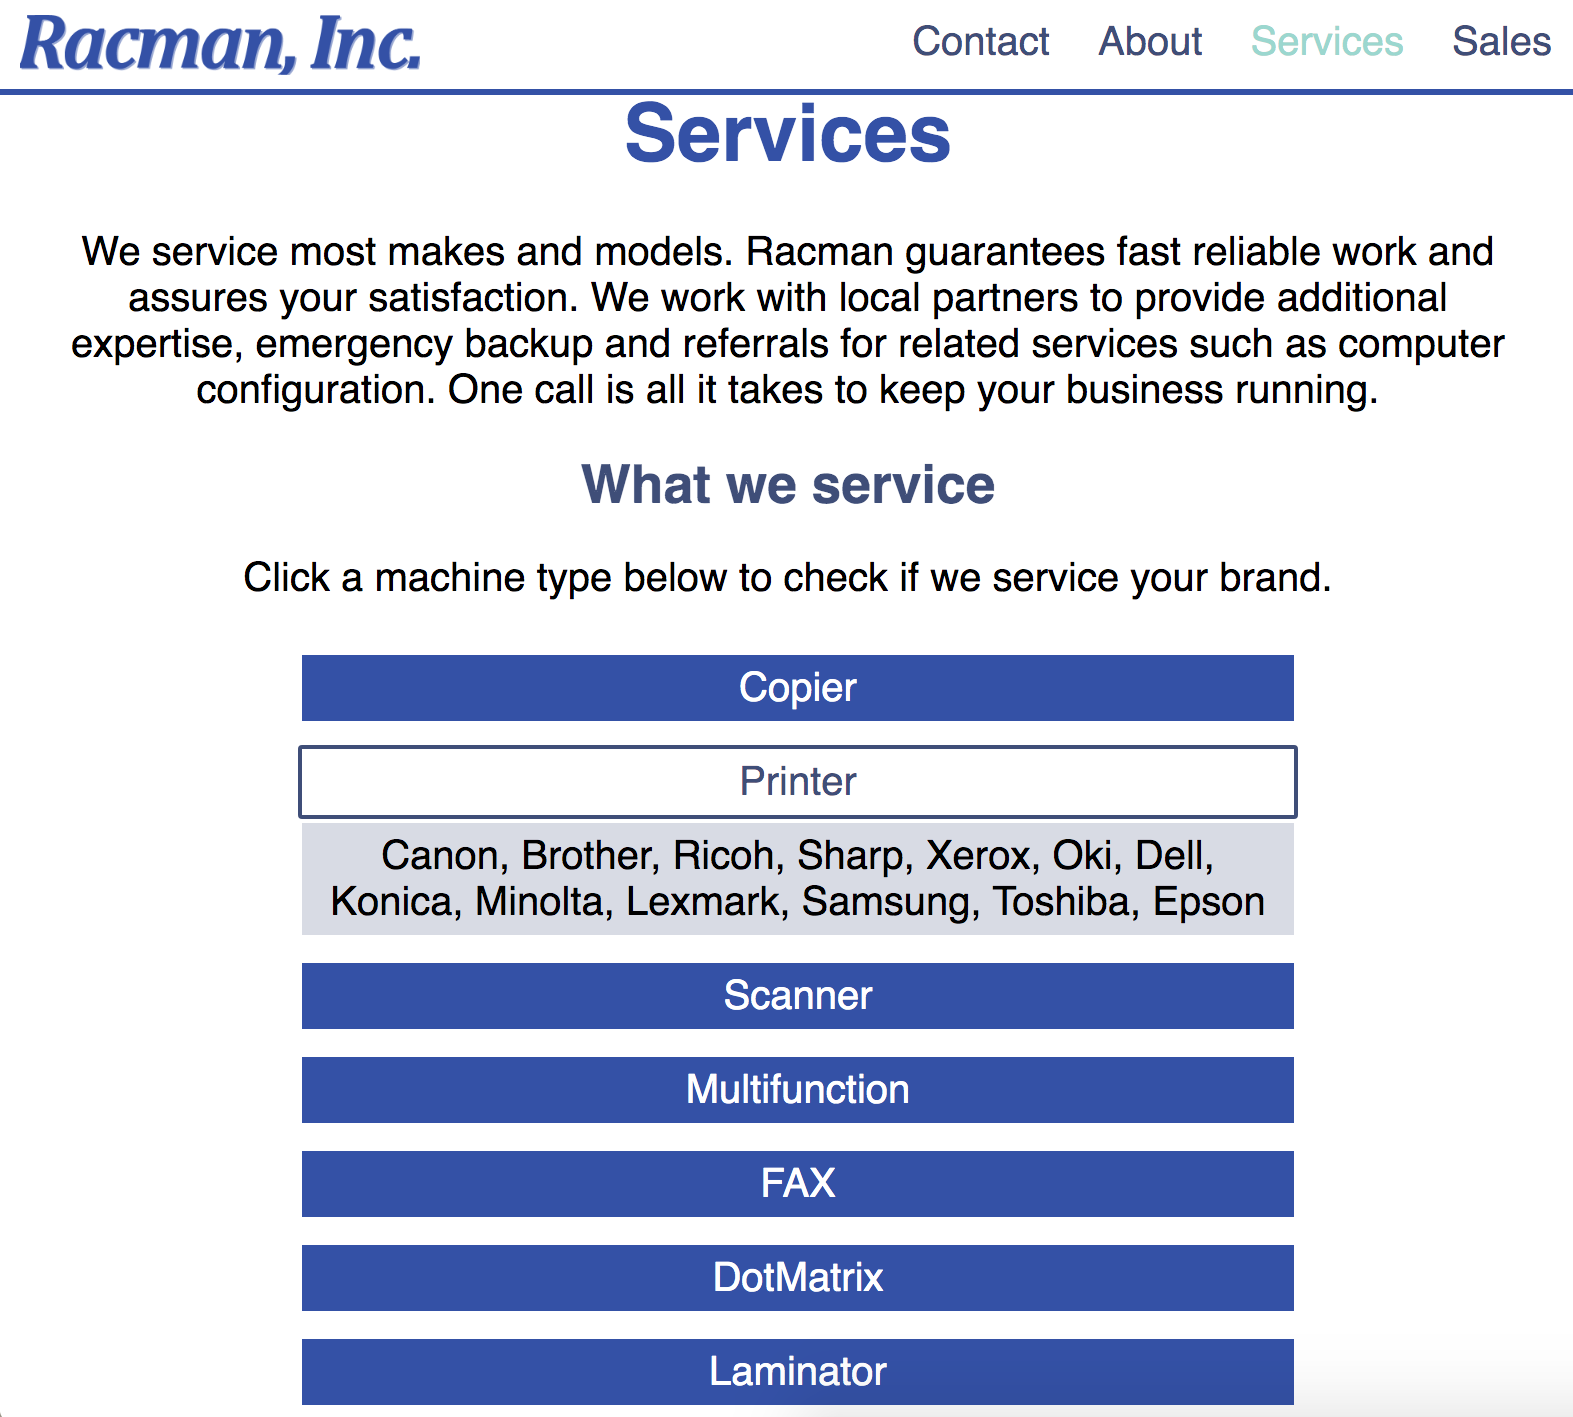 Racman, Inc.
Contact About Services Sales
Services
We service most makes and models. Racman guarantees fast reliable work and
assures your satisfaction. We work with local partners to provide additional
expertise, emergency backup and referrals for related services such as computer
configuration. One call is all it takes to keep your business running.
What we service
Click a machine type below to check if we service your brand.
Copier
Printer
Canon, Brother, Ricoh, Sharp, Xerox, Oki, Dell,
Konica, Minolta, Lexmark, Samsung, Toshiba, Epson
Scanner
Multifunction
FAX
DotMatrix
Laminator